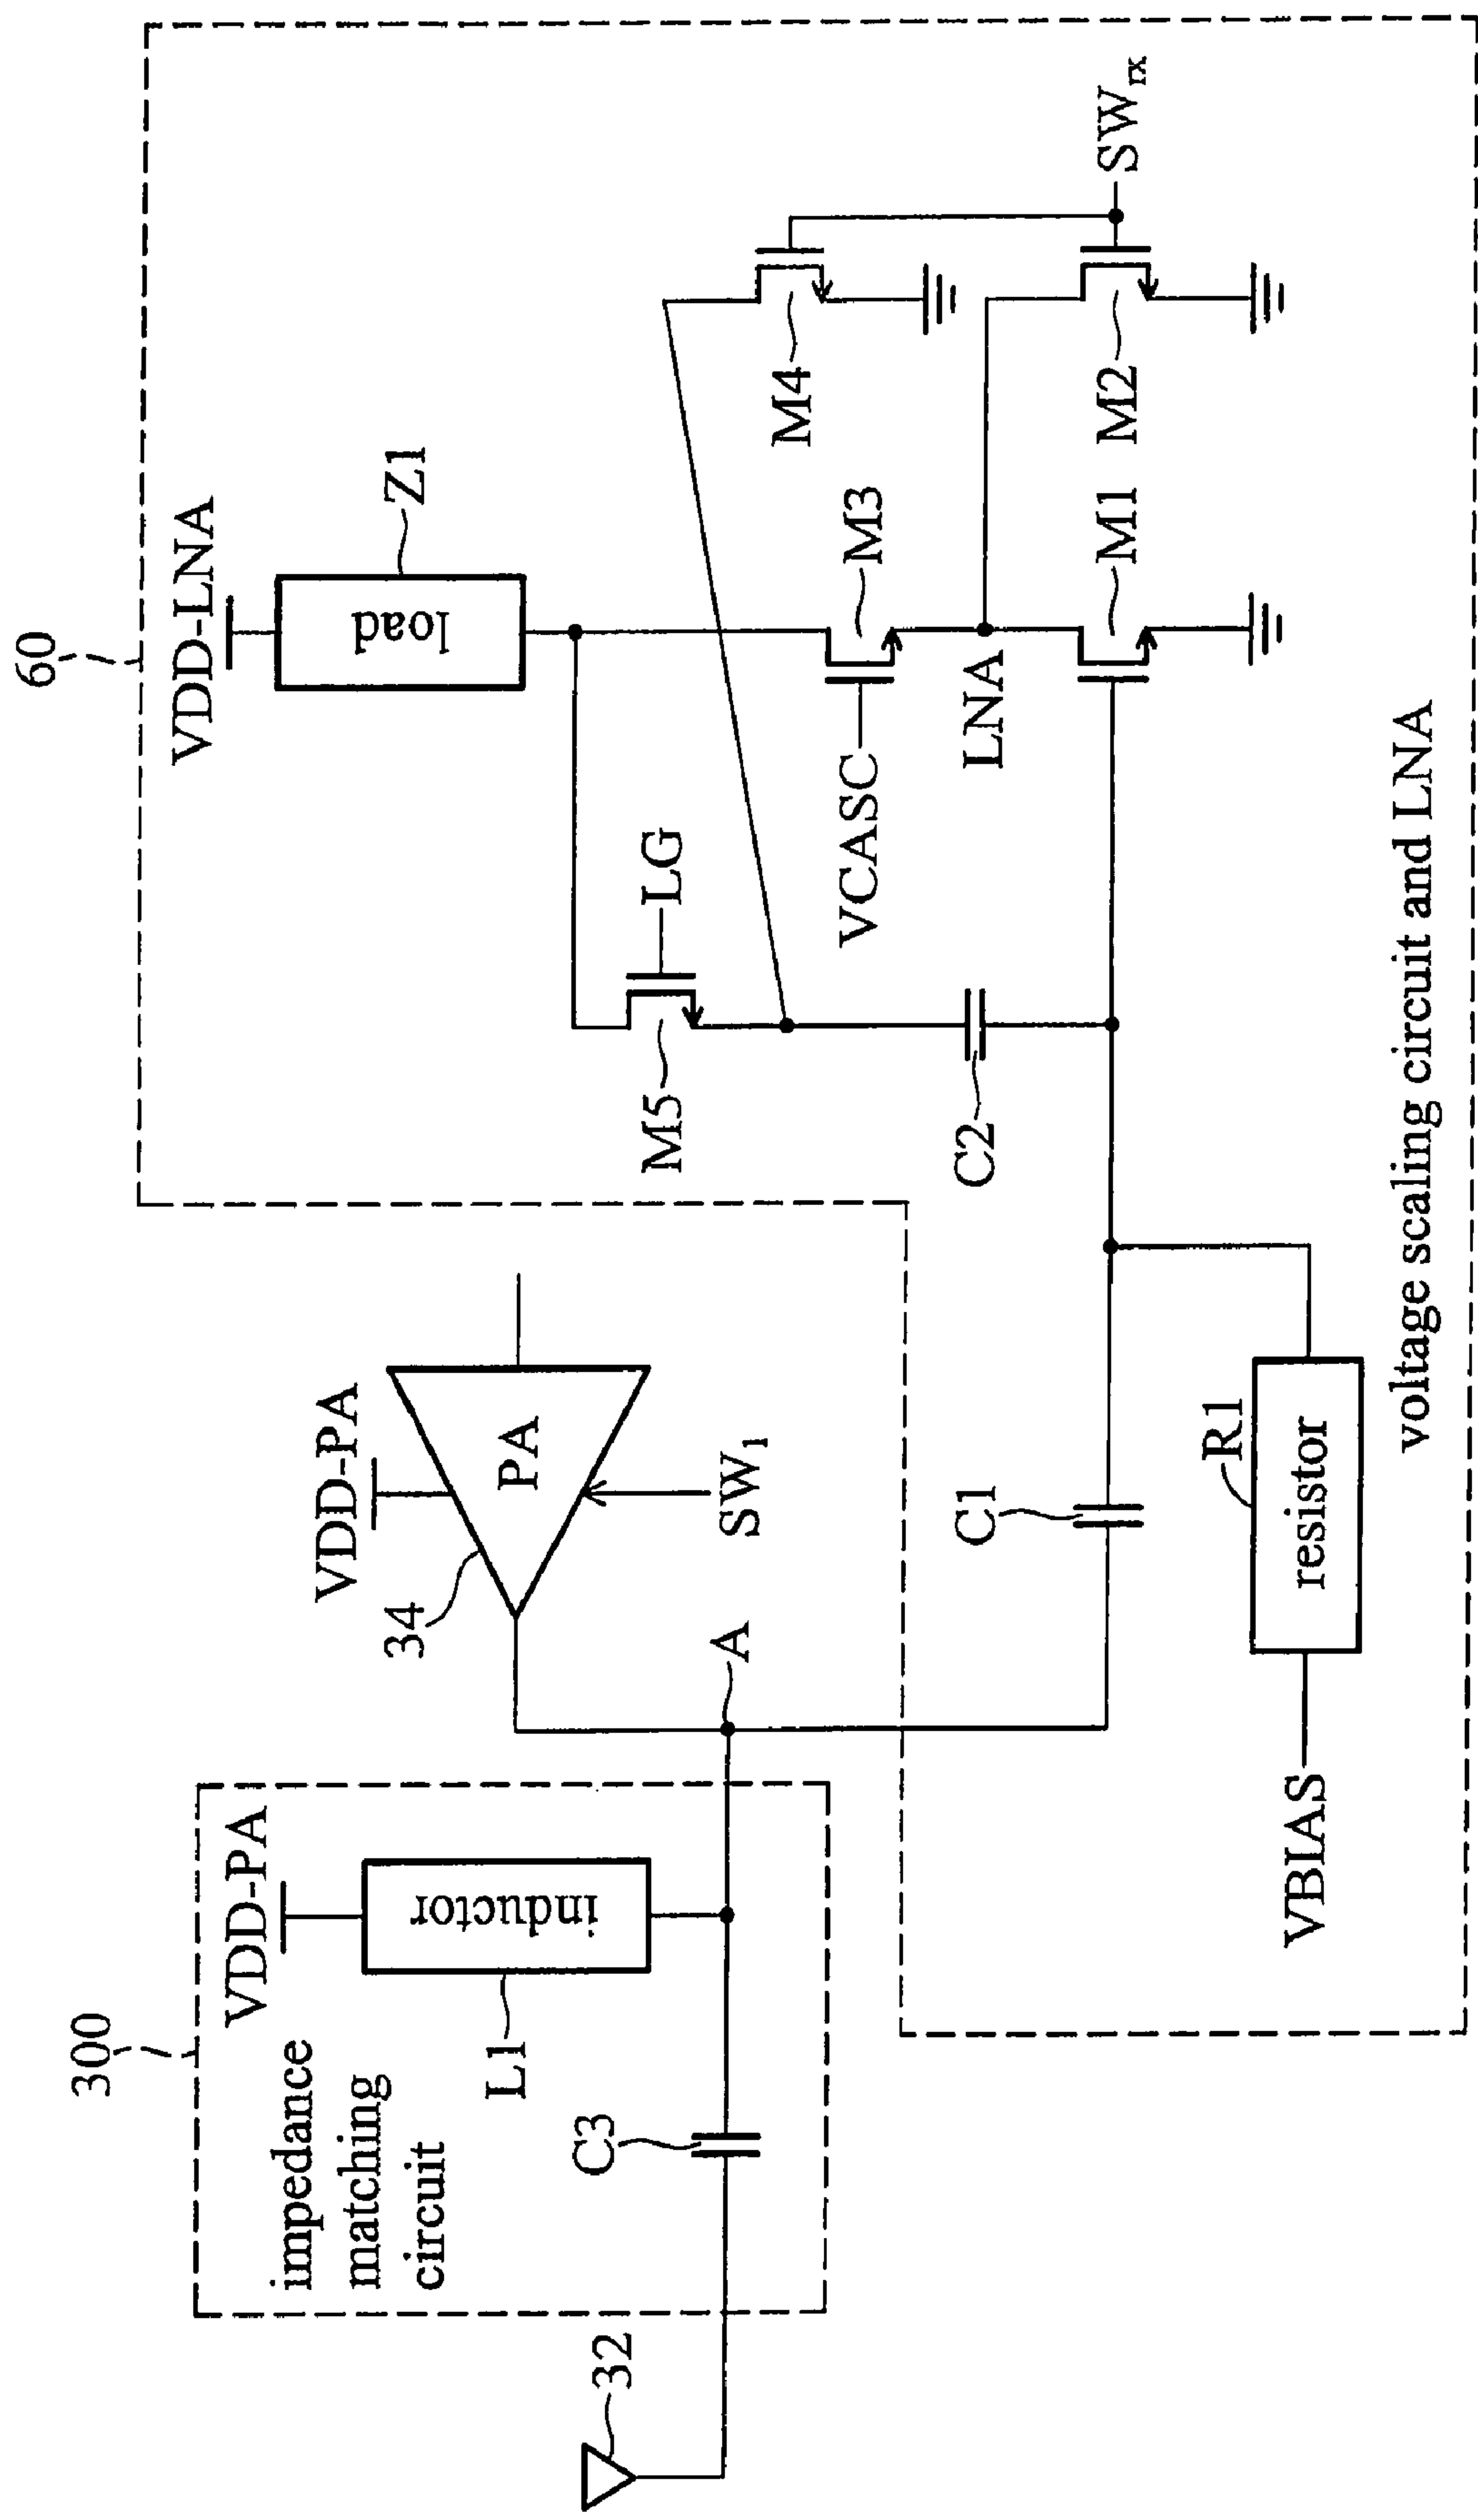 60
VDD-LNA
load
Z1
LG
M5
M4
M3
VCASC
C2
LNA
M1
M2
SWrx
300
impedance
matching
circuit
VDD-PA
inductor
L1
C3
32
VDD-PA
34
PA
SW1
A
C1
R1
resistor
VBIAS
voltage scaling circuit and LNA